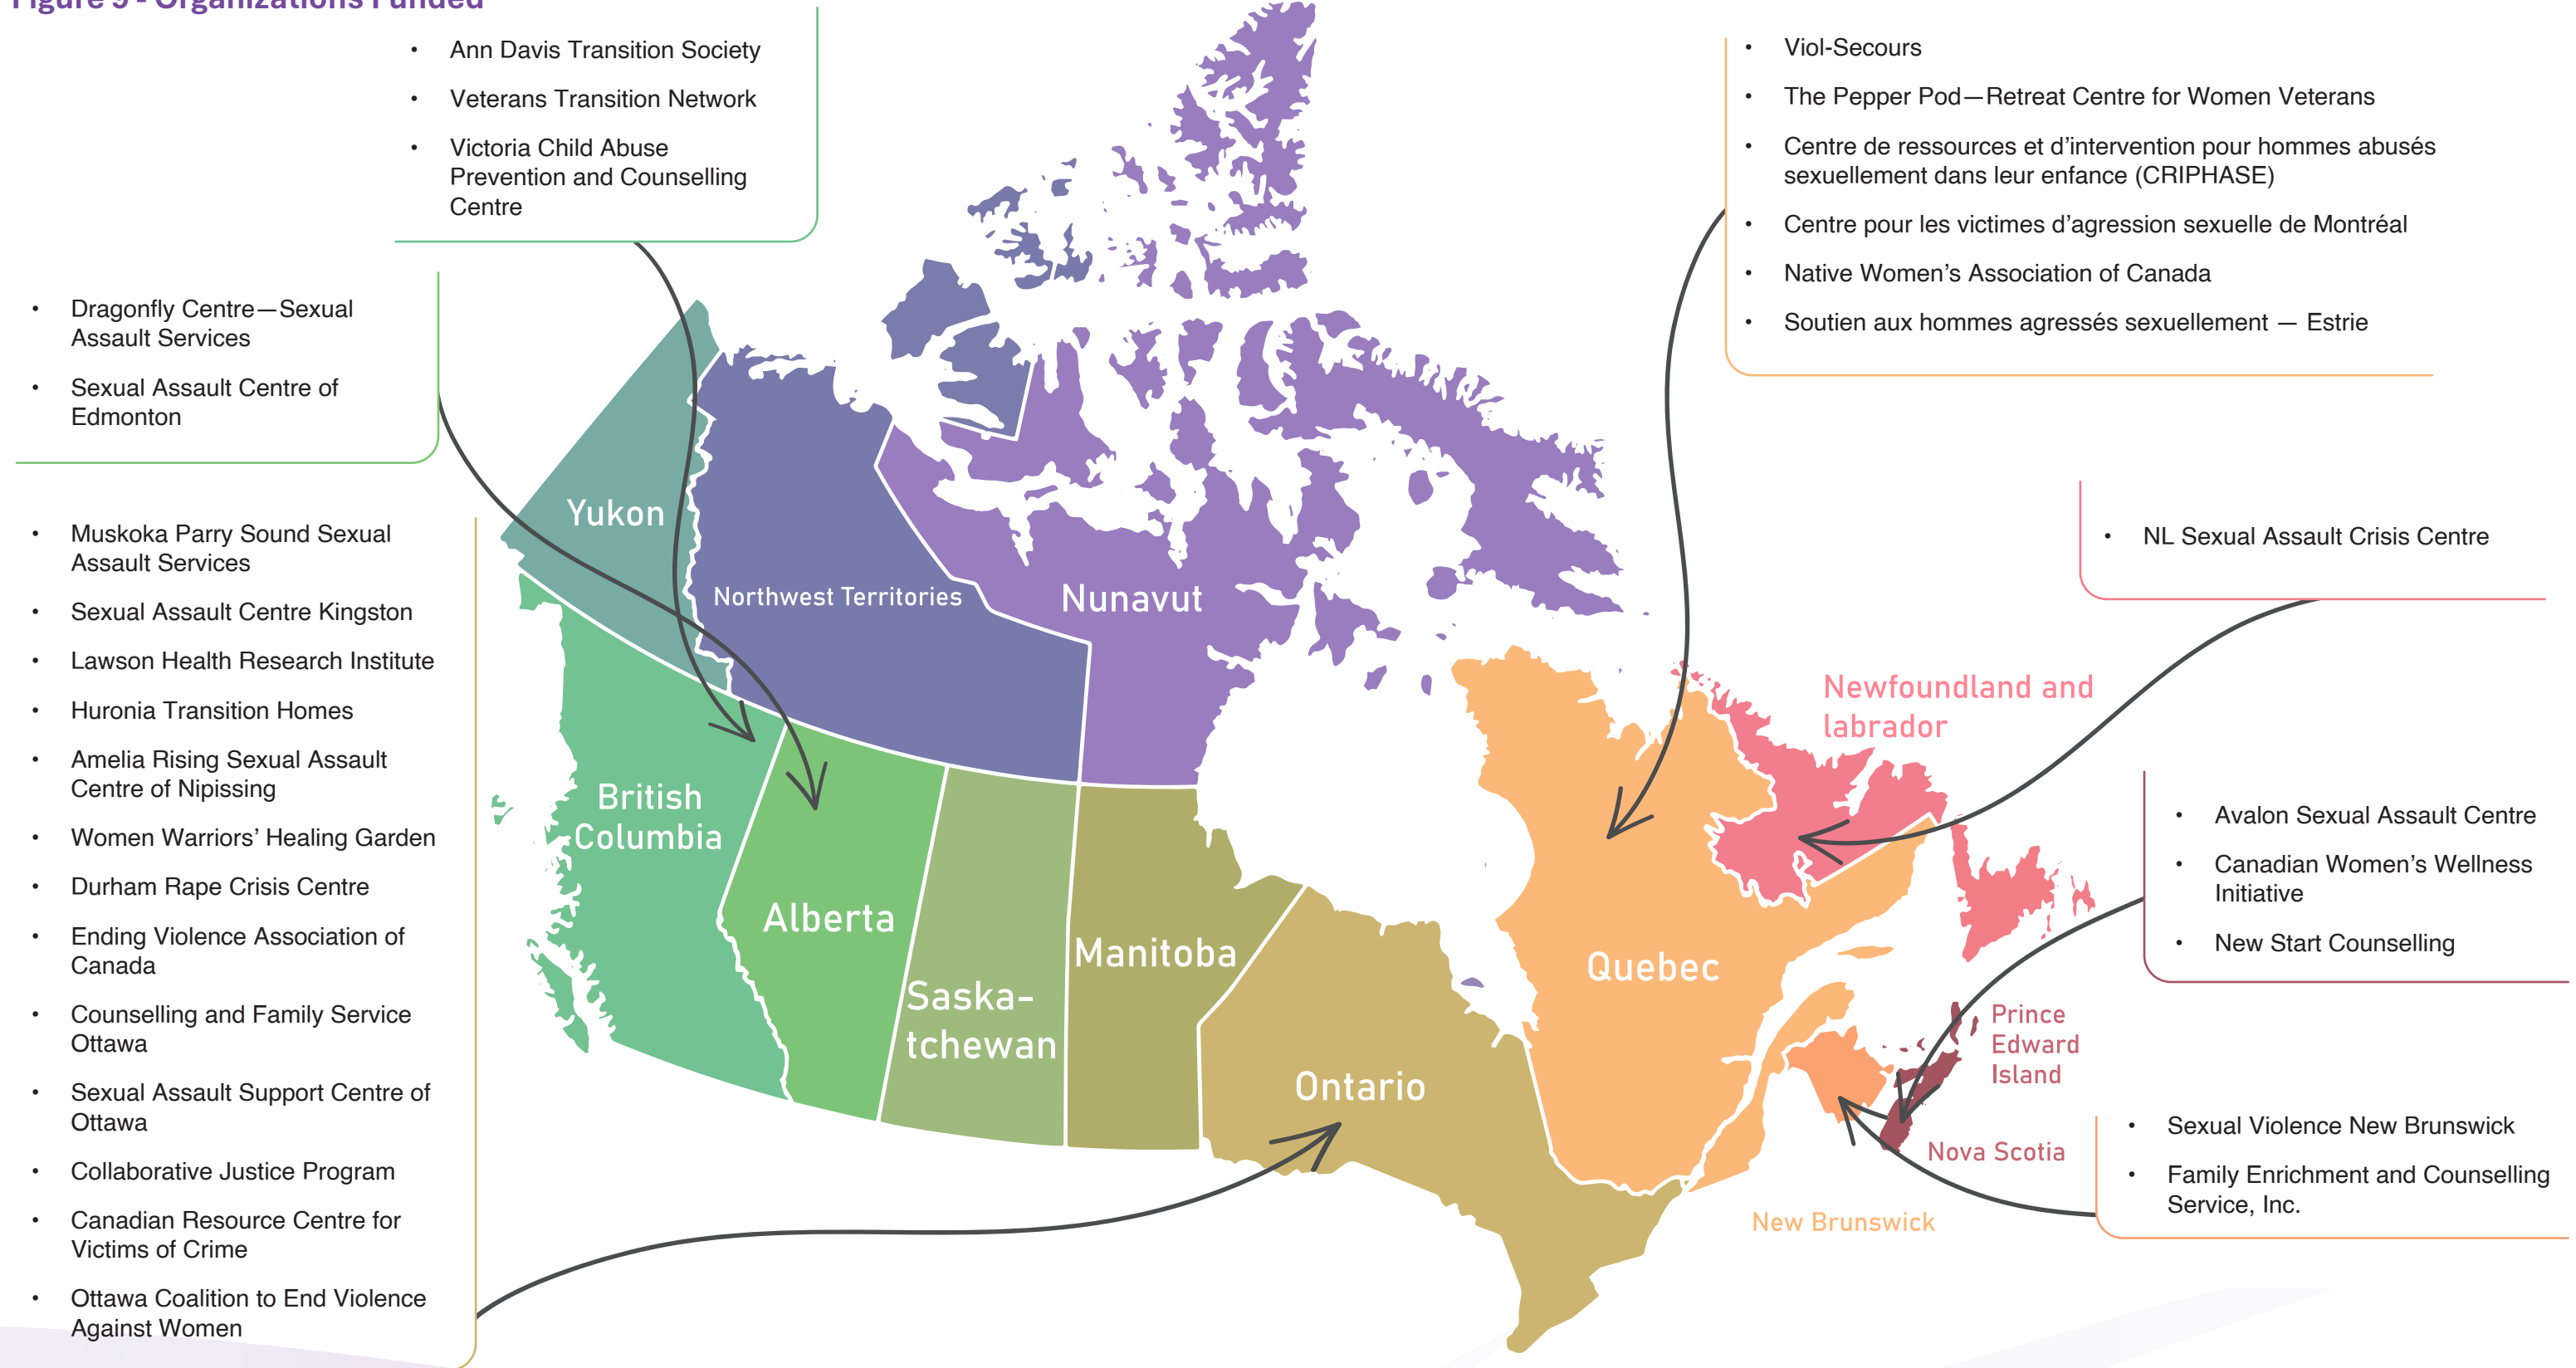 Figure 9 - Organizations Funded
• Ann Davis Transition Society
• Veterans Transition Network
• Victoria Child Abuse
Prevention and Counselling
Centre
• Dragonfly Centre—Sexual
Assault Services
• Sexual Assault Centre of
Edmonton
• Muskoka Parry Sound Sexual
Assault Services
• Sexual Assault Centre Kingston
• Lawson Health Research Institute
• Huronia Transition Homes
• Amelia Rising Sexual Assault
Centre of Nipissing
• Women Warriors’ Healing Garden
• Durham Rape Crisis Centre
• Ending Violence Association of
Canada
• Counselling and Family Service
Ottawa
• Sexual Assault Support Centre of
Ottawa
• Collaborative Justice Program
• Canadian Resource Centre for
Victims of Crime
• Ottawa Coalition to End Violence
Against Women
• Viol-Secours
• The Pepper Pod—Retreat Centre for Women Veterans
• Centre de ressources et d’intervention pour hommes abusés
sexuellement dans leur enfance (CRIPHASE)
• Centre pour les victimes d’agression sexuelle de Montréal
• Native Women’s Association of Canada
• Soutien aux hommes agressés sexuellement — Estrie
• NL Sexual Assault Crisis Centre
• Avalon Sexual Assault Centre
• Canadian Women’s Wellness
Initiative
• New Start Counselling
• Sexual Violence New Brunswick
• Family Enrichment and Counselling
Service, Inc.
Yukon
Northwest Territories
Nunavut
British
Columbia
Alberta
Saska-
tchewan
Manitoba
Ontario
Quebec
Newfoundland and
labrador
Prince
Edward
Island
Nova Scotia
New Brunswick